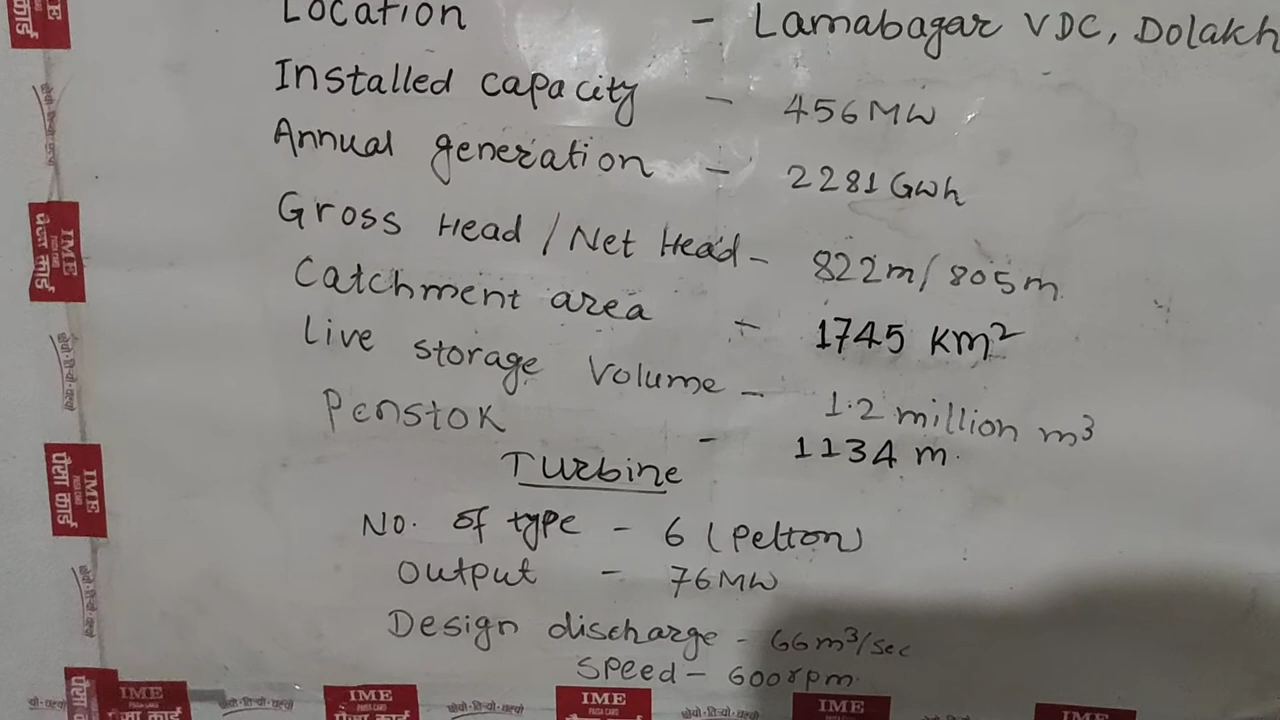 Location - Lamabagar VDC, Dolakh
Installed capacity - 456MW
Annual generation - 2281 Gwh
Gross Head / Net Head - 822m/ 805m
Catchment area - 1745 Km²
Live storage Volume - 1.2 million m³
Penstok - 1134 m.
Turbine
No. of type - 6 (Pelton)
Output - 76MW
Design discharge - 66m³/sec
Speed - 600rpm.
IME
पैसा कार्ड
IME
पैसा कार्ड
IME
IME
IME
IME
IME